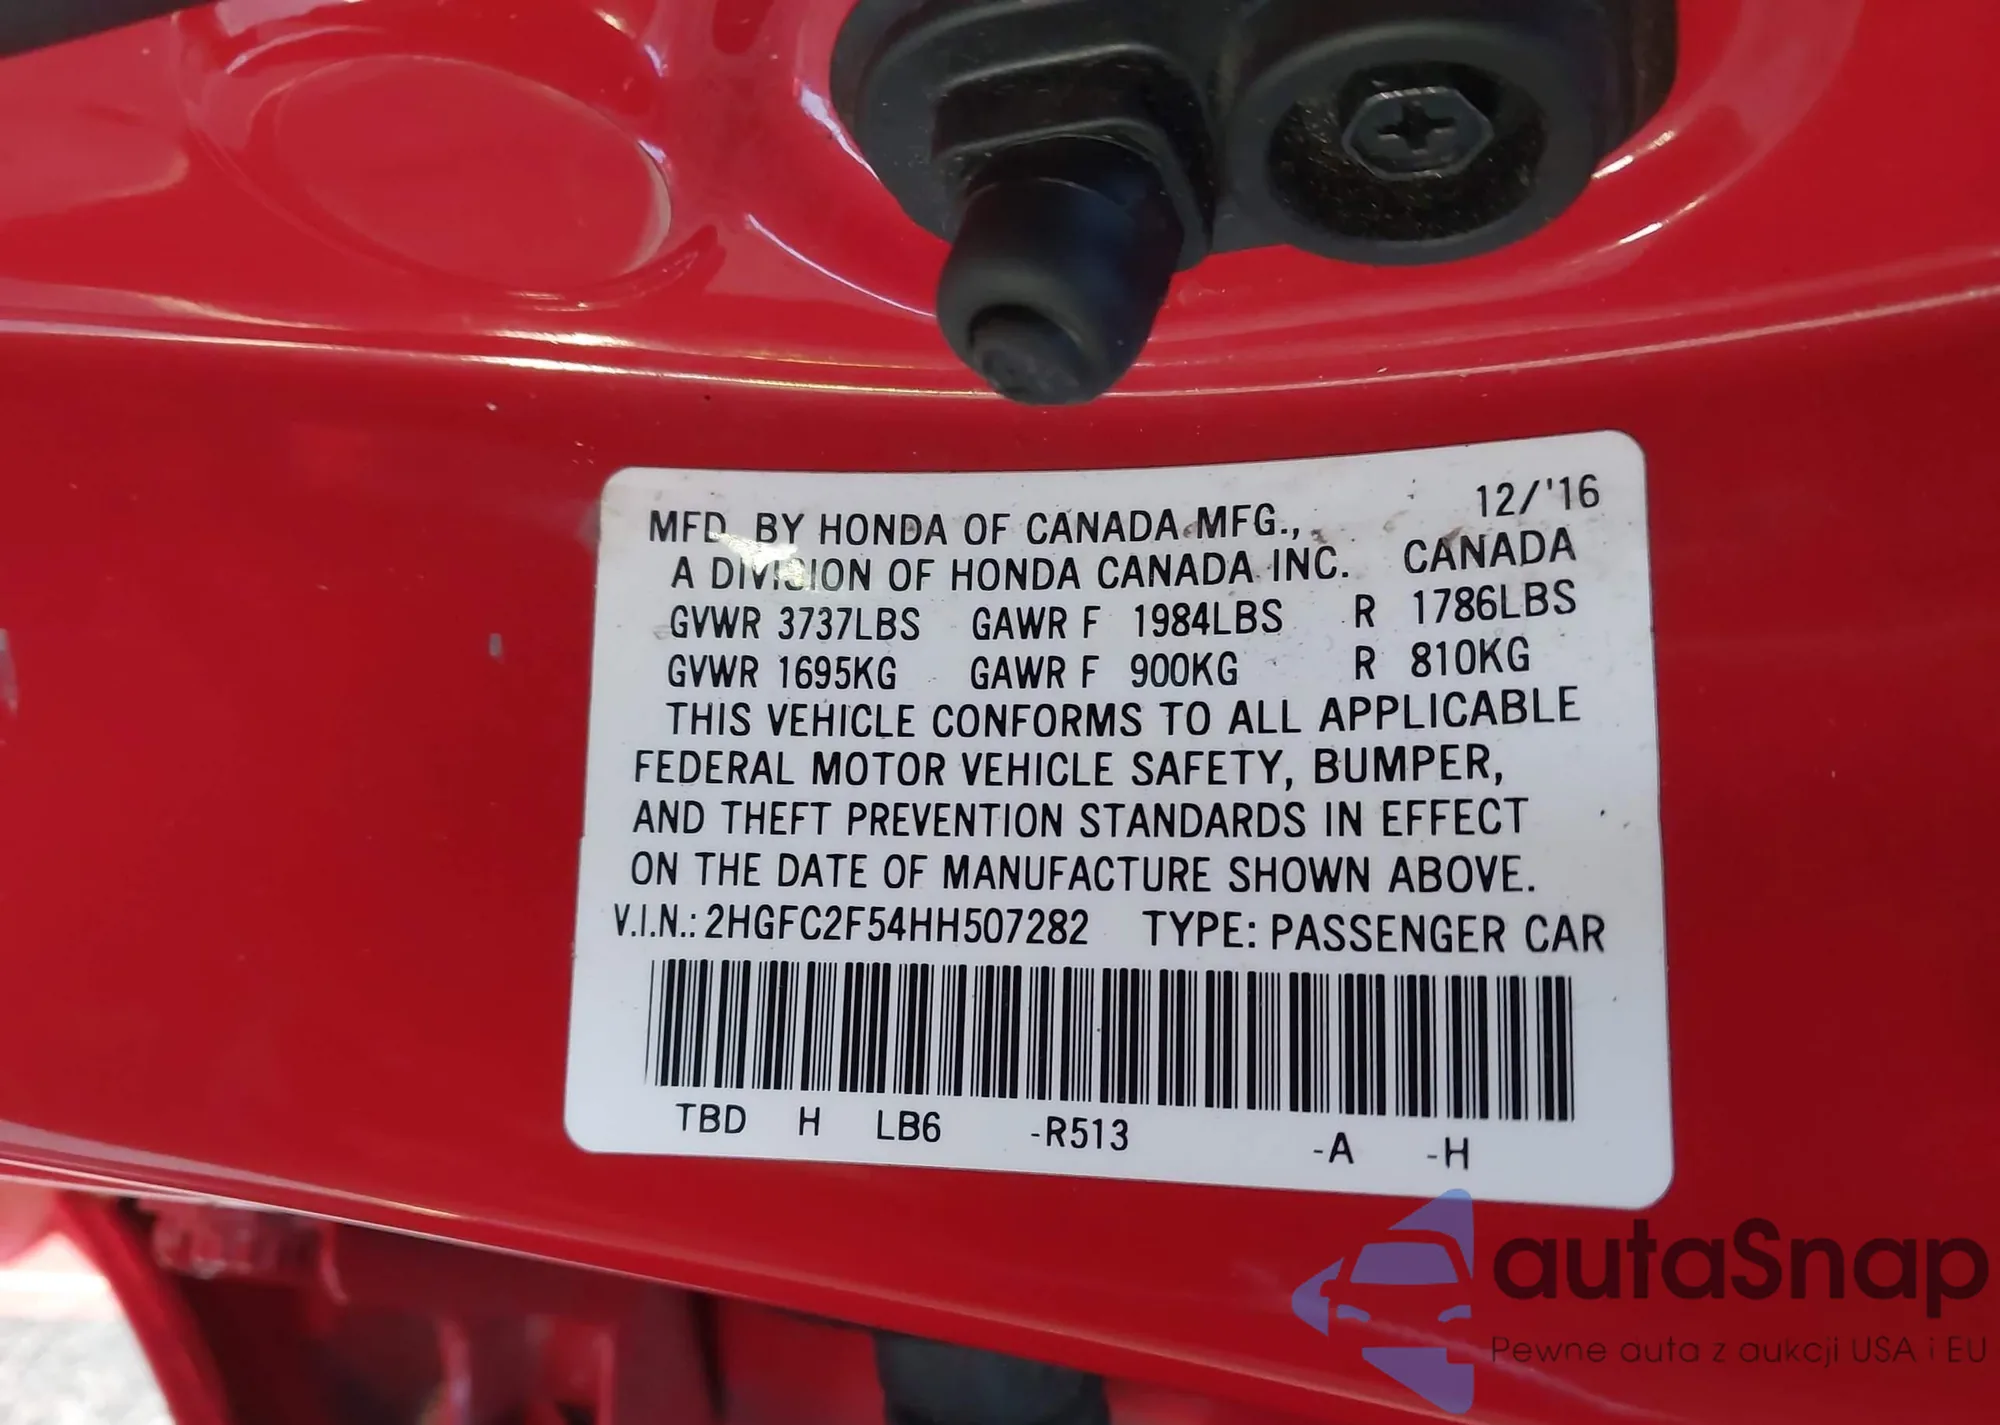 12/'16
MFD. BY HONDA OF CANADA MFG.,
A DIVISION OF HONDA CANADA INC. CANADA
GVWR 3737LBS GAWR F 1984LBS R 1786LBS
GVWR 1695KG GAWR F 900KG R 810KG
THIS VEHICLE CONFORMS TO ALL APPLICABLE
FEDERAL MOTOR VEHICLE SAFETY, BUMPER,
AND THEFT PREVENTION STANDARDS IN EFFECT
ON THE DATE OF MANUFACTURE SHOWN ABOVE.
V.I.N.: 2HGFC2F54HH507282 TYPE: PASSENGER CAR
TBD H LB6 -R513 -A -H
autaSnap
Pewne auta z aukcji USA i EU